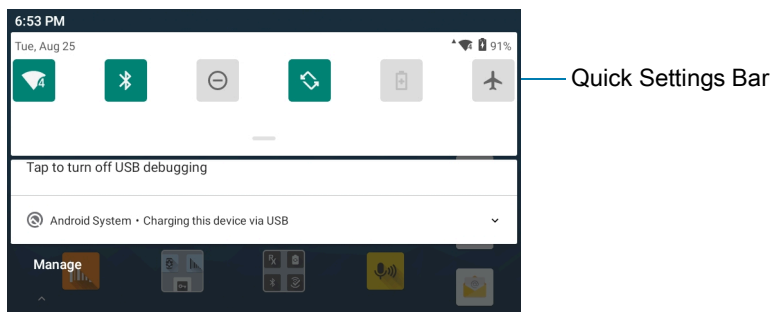 6:53 PM
Tue, Aug 25
91%
4
Quick Settings Bar
Tap to turn off USB debugging
Android System • Charging this device via USB
Manage